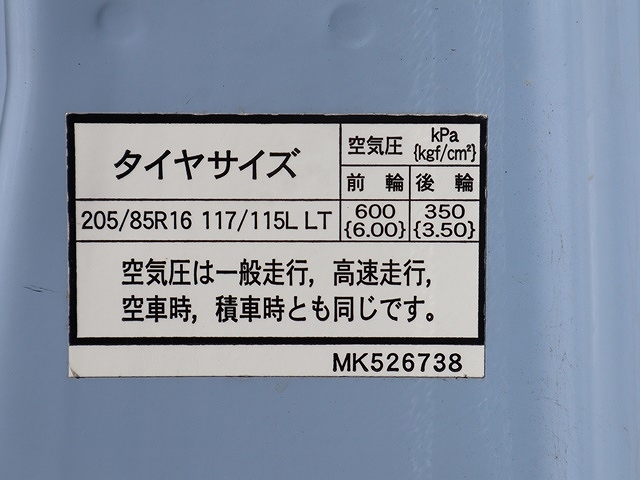 タイヤサイズ
空気圧 kPa {kgf/cm²}
前輪 後輪
205/85R16 117/115L LT 600 {6.00} 350 {3.50}
空気圧は一般走行, 高速走行,
空車時, 積車時とも同じです。
MK526738